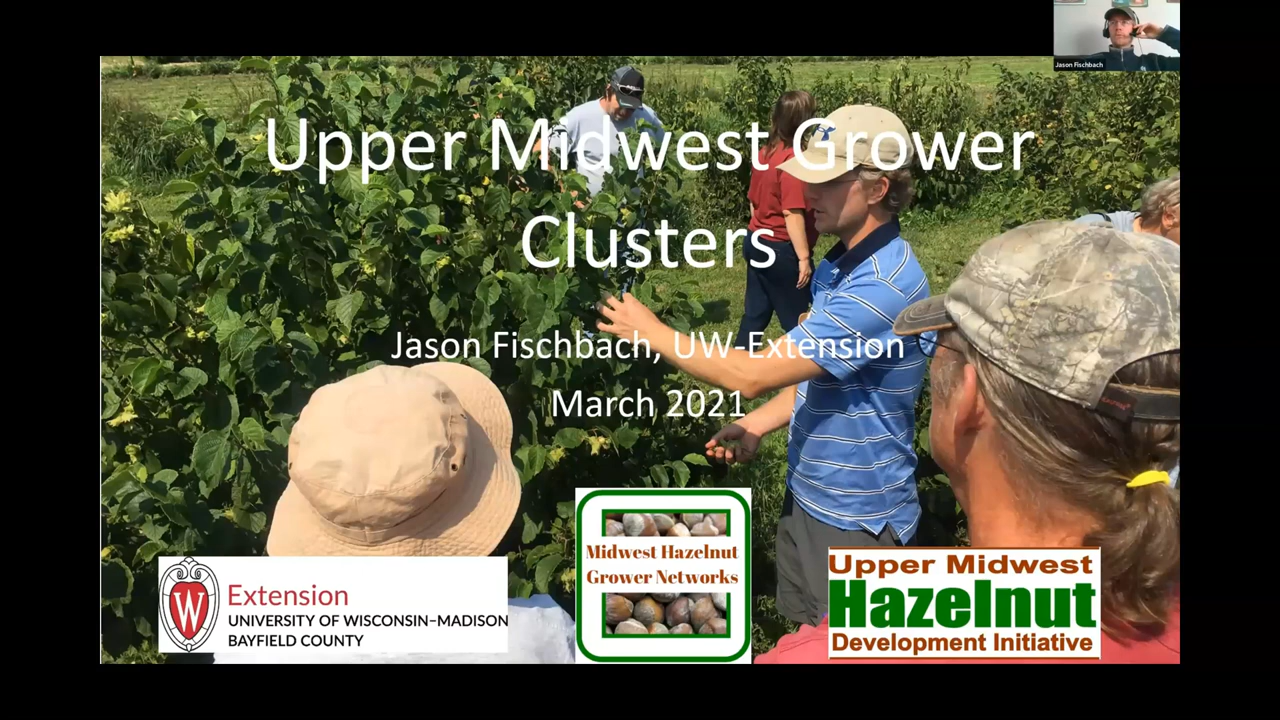 Jason Fischbach
Upper Midwest Grower
Clusters
Jason Fischbach, UW-Extension
March 2021
W
Extension
UNIVERSITY OF WISCONSIN–MADISON
BAYFIELD COUNTY
Midwest Hazelnut
Grower Networks
Upper Midwest
Hazelnut
Development Initiative